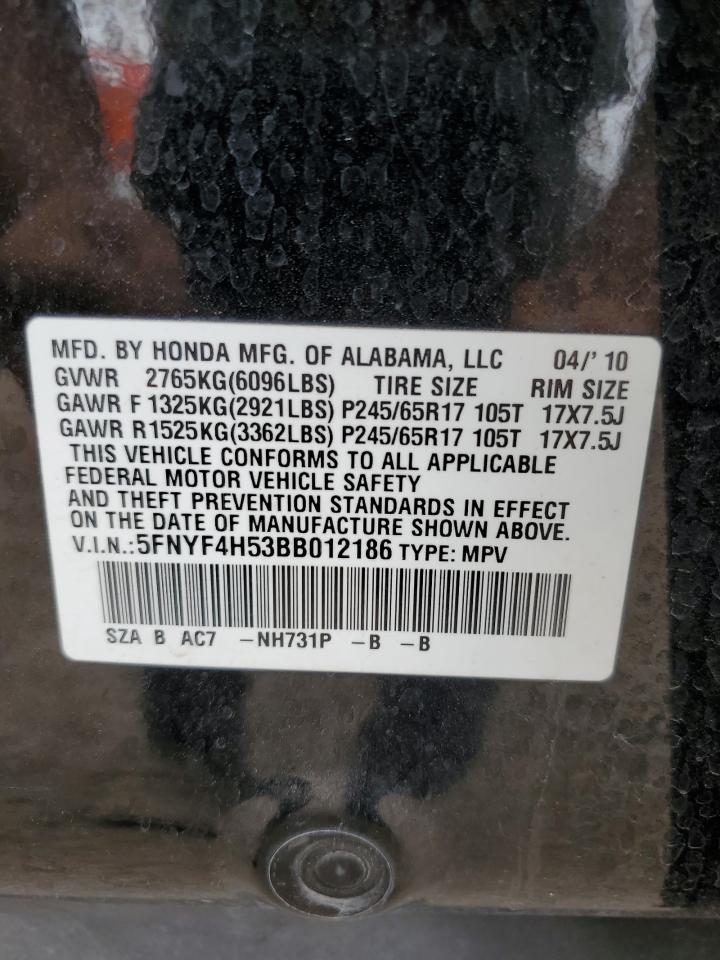 MFD. BY HONDA MFG. OF ALABAMA, LLC 04/' 10
GVWR 2765KG(6096LBS) TIRE SIZE RIM SIZE
GAWR F 1325KG(2921LBS) P245/65R17 105T 17X7.5J
GAWR R1525KG(3362LBS) P245/65R17 105T 17X7.5J
THIS VEHICLE CONFORMS TO ALL APPLICABLE
FEDERAL MOTOR VEHICLE SAFETY
AND THEFT PREVENTION STANDARDS IN EFFECT
ON THE DATE OF MANUFACTURE SHOWN ABOVE.
V.I.N.:5FNYF4H53BB012186 TYPE: MPV
SZA B AC7 –NH731P –B –B